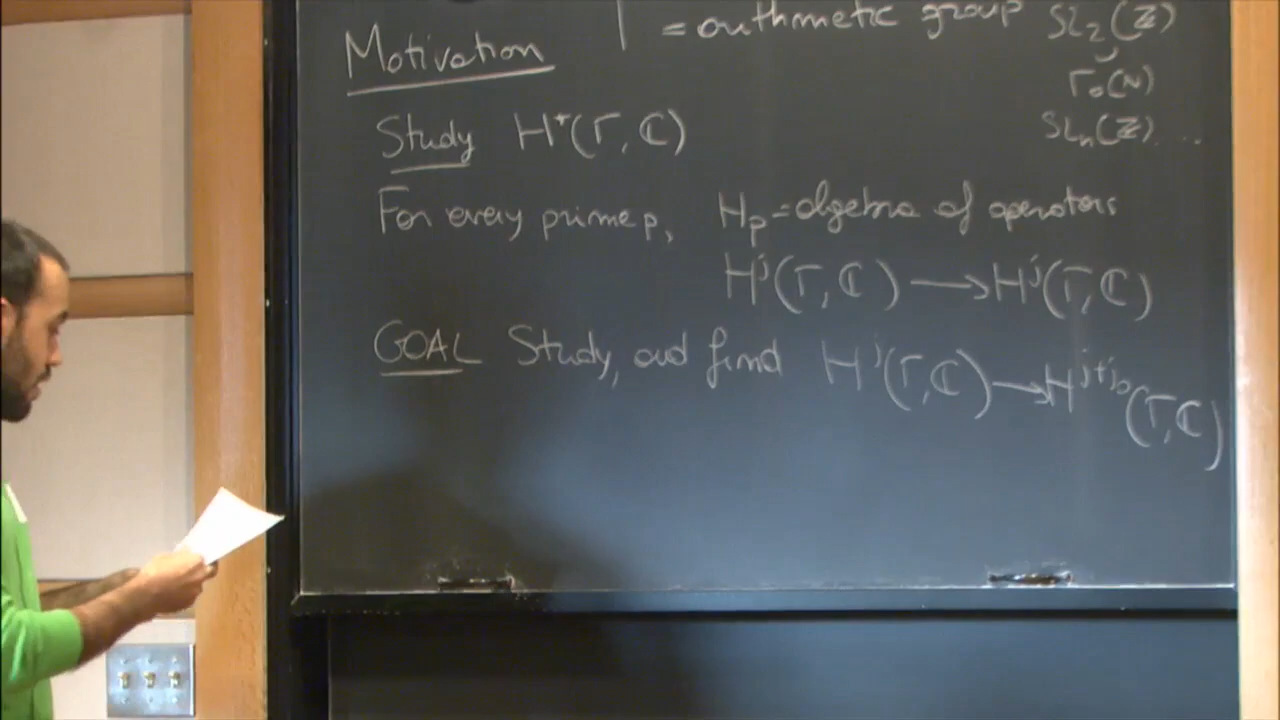 Motivation
Γ = arithmetic group SL₂(ℤ)
Γ₀(N)
SLₙ(ℤ)...
Study H*(Γ, ℂ)
For every prime p, Hₚ = algebra of operators
Hʲ(Γ, ℂ) → Hʲ(Γ, ℂ)
GOAL Study, and find Hʲ(Γ, ℂ) → Hʲ⁺ʲ⁰(Γ, ℂ)